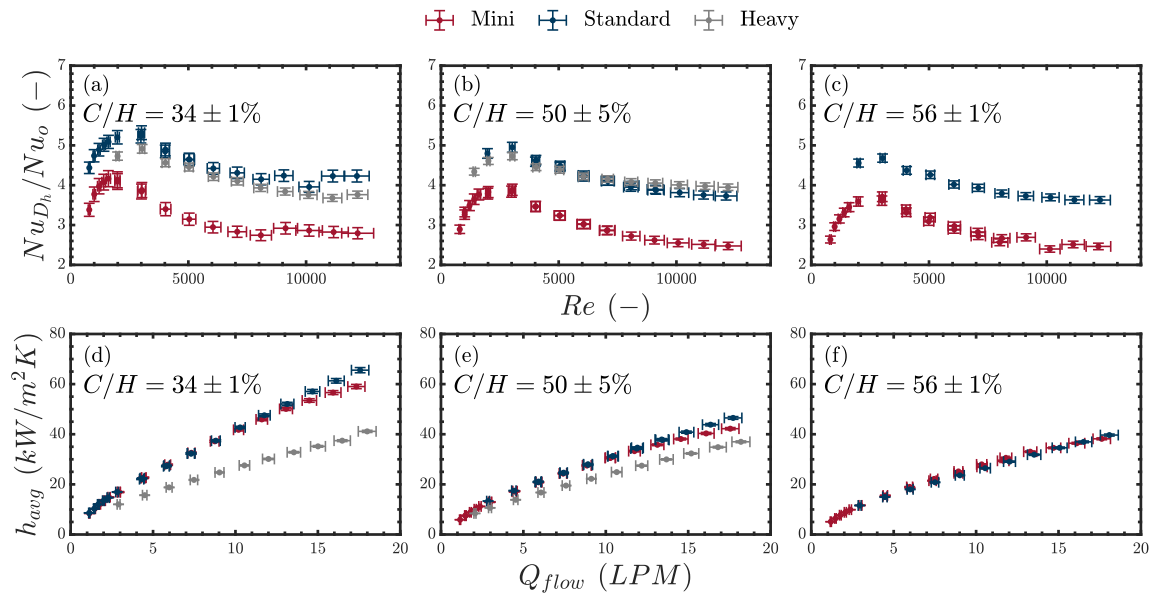 Mini Standard Heavy
Nu_{D_h}/Nu_o (−)
7
6
5
4
3
2
(a)
C/H = 34 ± 1%
0 5000 10000
7
6
5
4
3
2
(b)
C/H = 50 ± 5%
0 5000 10000
7
6
5
4
3
2
(c)
C/H = 56 ± 1%
0 5000 10000
Re (−)
h_{avg} (kW/m^2K)
80
60
40
20
0
(d)
C/H = 34 ± 1%
0 5 10 15 20
80
60
40
20
0
(e)
C/H = 50 ± 5%
0 5 10 15 20
80
60
40
20
0
(f)
C/H = 56 ± 1%
0 5 10 15 20
Q_{flow} (LPM)